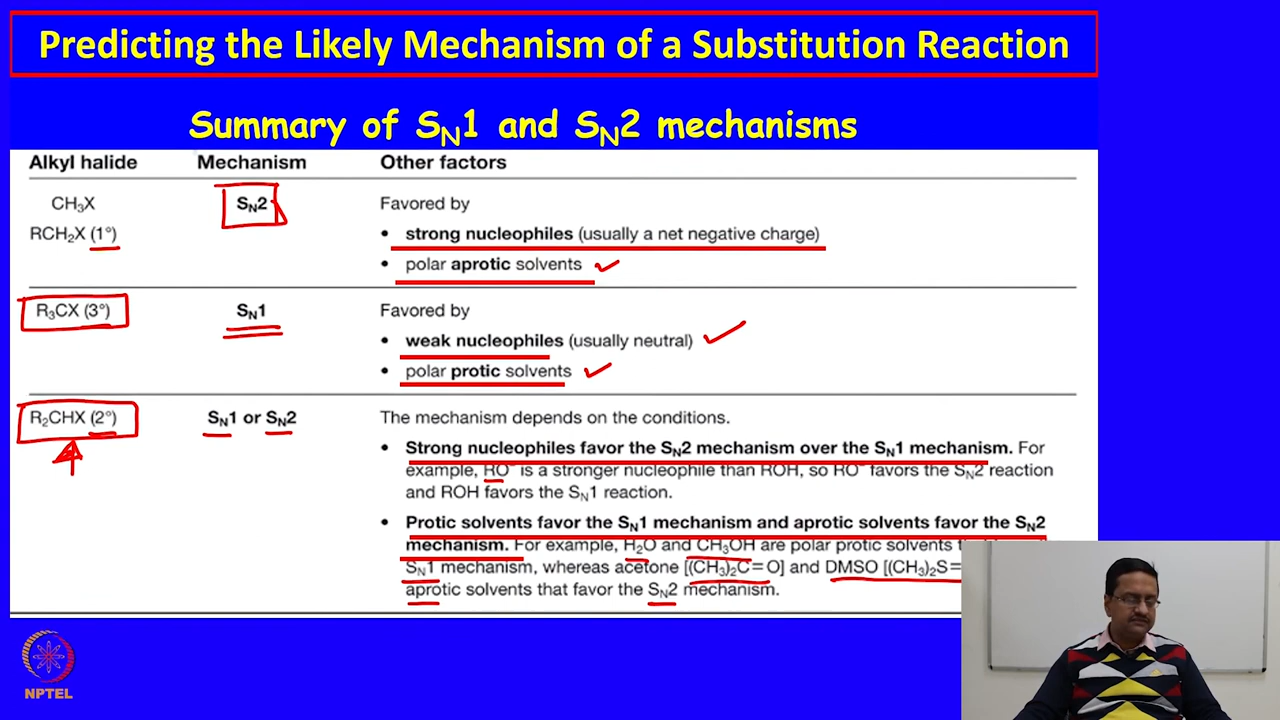 Predicting the Likely Mechanism of a Substitution Reaction
Summary of SN1 and SN2 mechanisms
Alkyl halide Mechanism Other factors
CH3X SN2 Favored by
RCH2X (1°) • strong nucleophiles (usually a net negative charge)
• polar aprotic solvents
R3CX (3°) SN1 Favored by
• weak nucleophiles (usually neutral)
• polar protic solvents
R2CHX (2°) SN1 or SN2 The mechanism depends on the conditions.
• Strong nucleophiles favor the SN2 mechanism over the SN1 mechanism. For
example, RO⁻ is a stronger nucleophile than ROH, so RO⁻ favors the SN2 reaction
and ROH favors the SN1 reaction.
• Protic solvents favor the SN1 mechanism and aprotic solvents favor the SN2
mechanism. For example, H2O and CH3OH are polar protic solvents
SN1 mechanism, whereas acetone [(CH3)2C=O] and DMSO [(CH3)2S=
aprotic solvents that favor the SN2 mechanism.
NPTEL